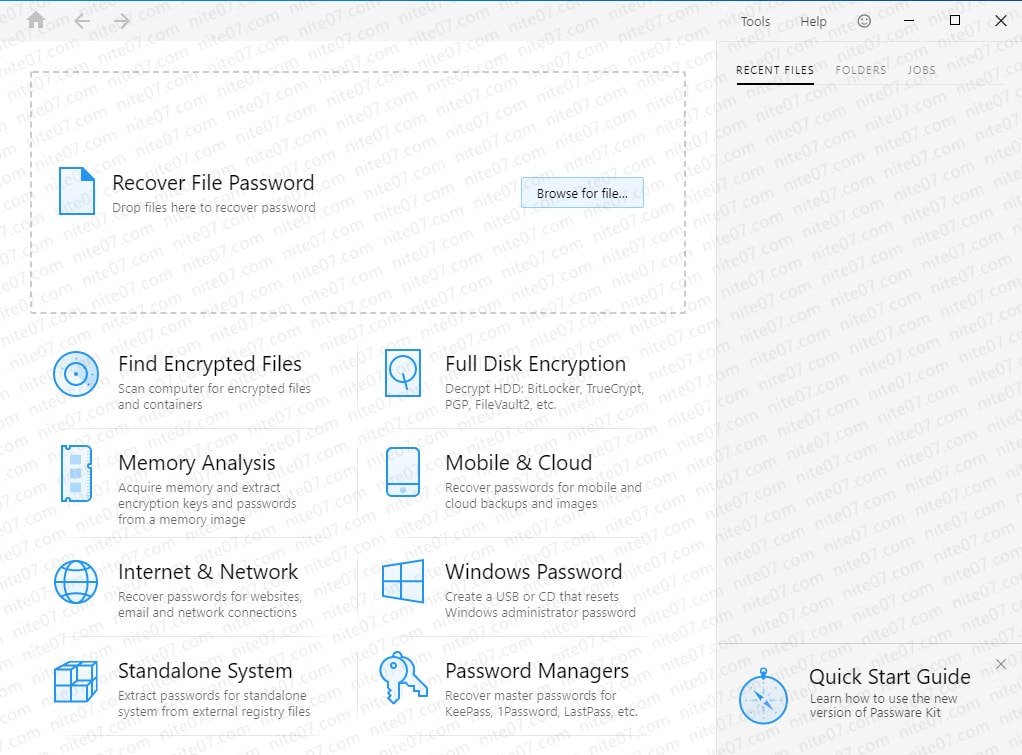 Tools Help
RECENT FILES FOLDERS JOBS
Recover File Password
Drop files here to recover password
Browse for file...
Find Encrypted Files
Scan computer for encrypted files
and containers
Full Disk Encryption
Decrypt HDD: BitLocker, TrueCrypt,
PGP, FileVault2, etc.
Memory Analysis
Acquire memory and extract
encryption keys and passwords
from a memory image
Mobile & Cloud
Recover passwords for mobile and
cloud backups and images
Internet & Network
Recover passwords for websites,
email and network connections
Windows Password
Create a USB or CD that resets
Windows administrator password
Standalone System
Extract passwords for standalone
system from external registry files
Password Managers
Recover master passwords for
KeePass, 1Password, LastPass, etc.
Quick Start Guide
Learn how to use the new
version of Passware Kit
nite07.com